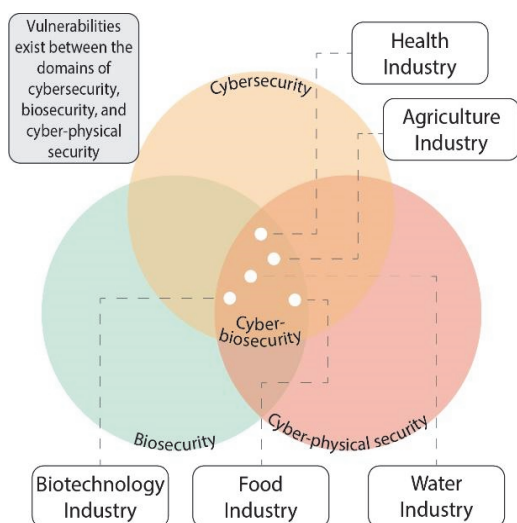 Vulnerabilities
exist between the
domains of
cybersecurity,
biosecurity, and
cyber-physical
security
Health
Industry
Cybersecurity
Agriculture
Industry
Cyber-
biosecurity
Biosecurity
Cyber-physical security
Biotechnology
Industry
Food
Industry
Water
Industry